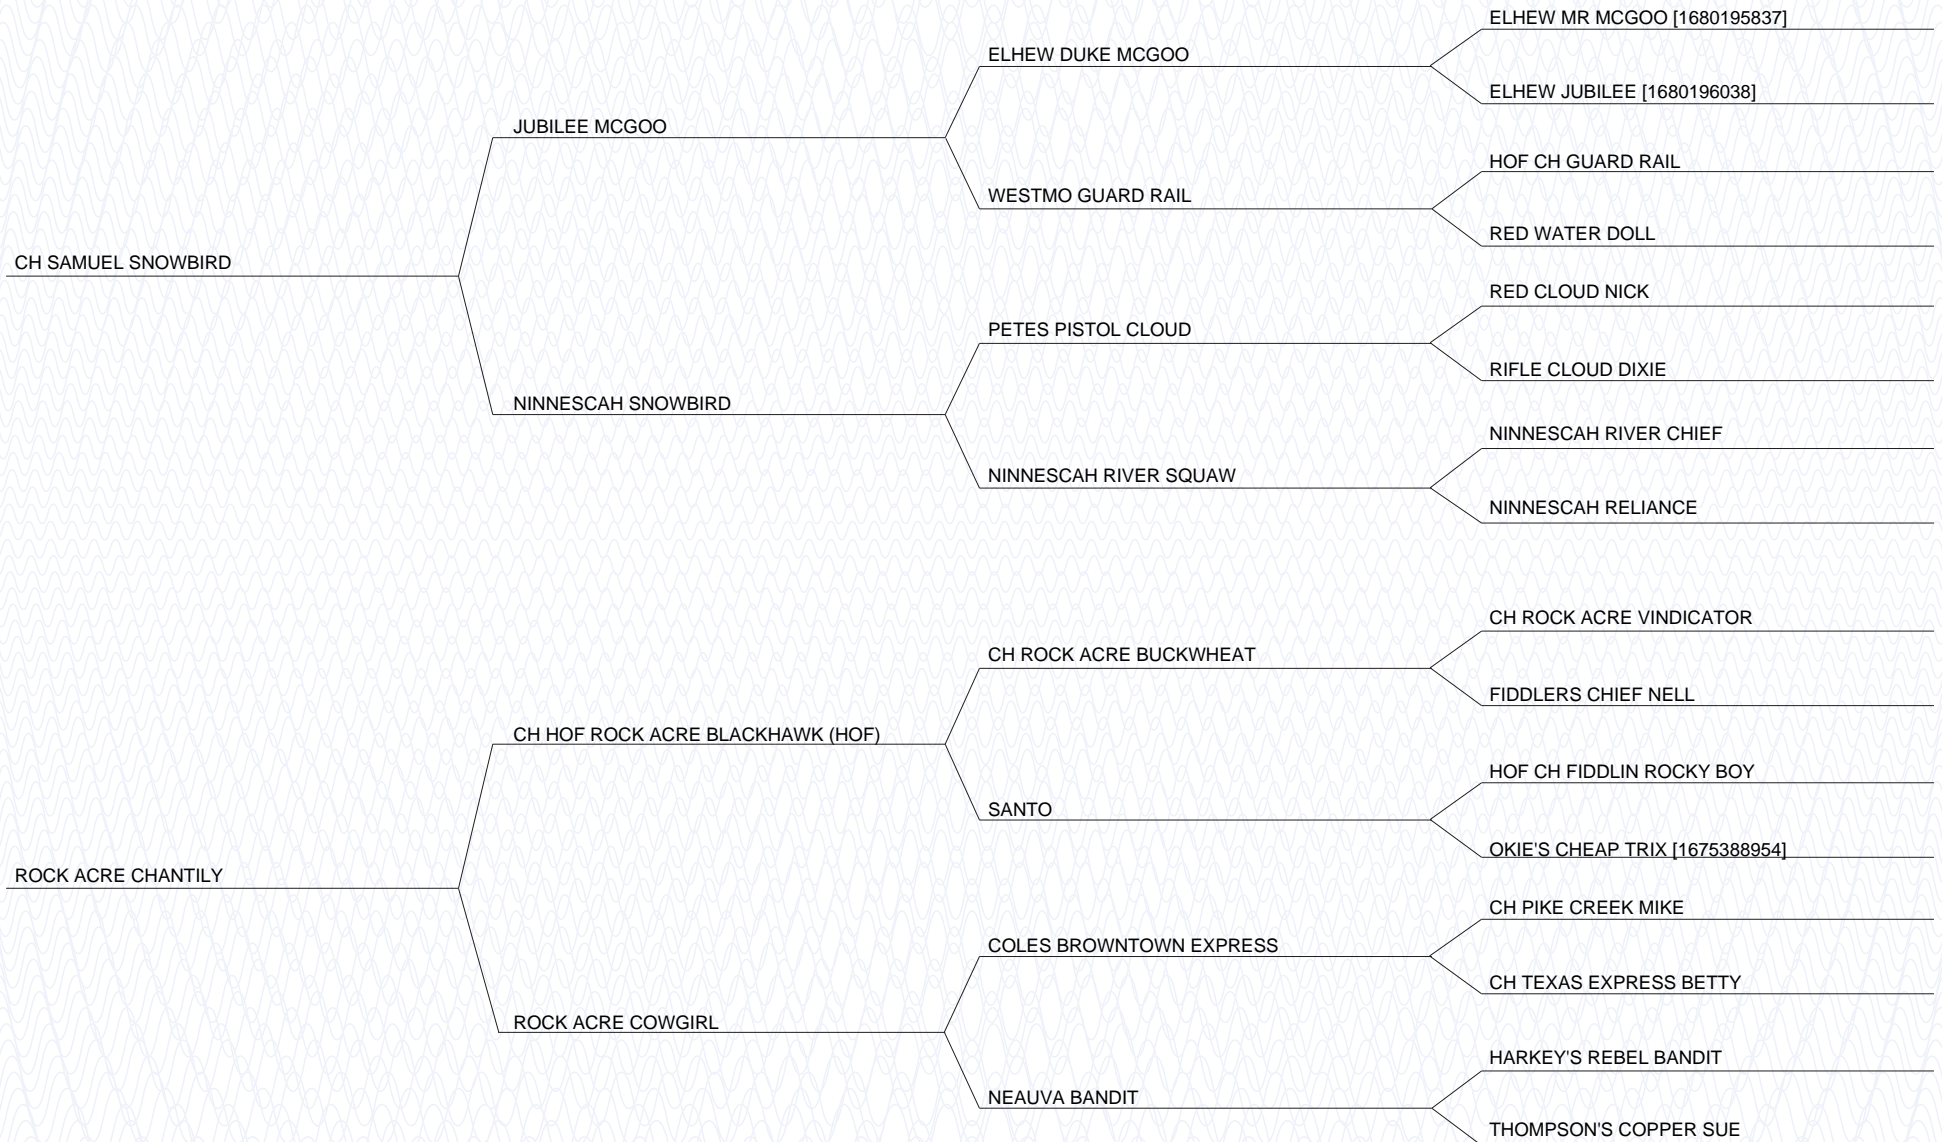 CH SAMUEL SNOWBIRD
JUBILEE MCGOO
ELHEW DUKE MCGOO
ELHEW MR MCGOO [1680195837]
ELHEW JUBILEE [1680196038]
WESTMO GUARD RAIL
HOF CH GUARD RAIL
RED WATER DOLL
NINNESCAH SNOWBIRD
PETES PISTOL CLOUD
RED CLOUD NICK
RIFLE CLOUD DIXIE
NINNESCAH RIVER SQUAW
NINNESCAH RIVER CHIEF
NINNESCAH RELIANCE
ROCK ACRE CHANTILY
CH HOF ROCK ACRE BLACKHAWK (HOF)
CH ROCK ACRE BUCKWHEAT
CH ROCK ACRE VINDICATOR
FIDDLERS CHIEF NELL
SANTO
HOF CH FIDDLIN ROCKY BOY
OKIE'S CHEAP TRIX [1675388954]
ROCK ACRE COWGIRL
COLES BROWNTOWN EXPRESS
CH PIKE CREEK MIKE
CH TEXAS EXPRESS BETTY
NEAUVA BANDIT
HARKEY'S REBEL BANDIT
THOMPSON'S COPPER SUE